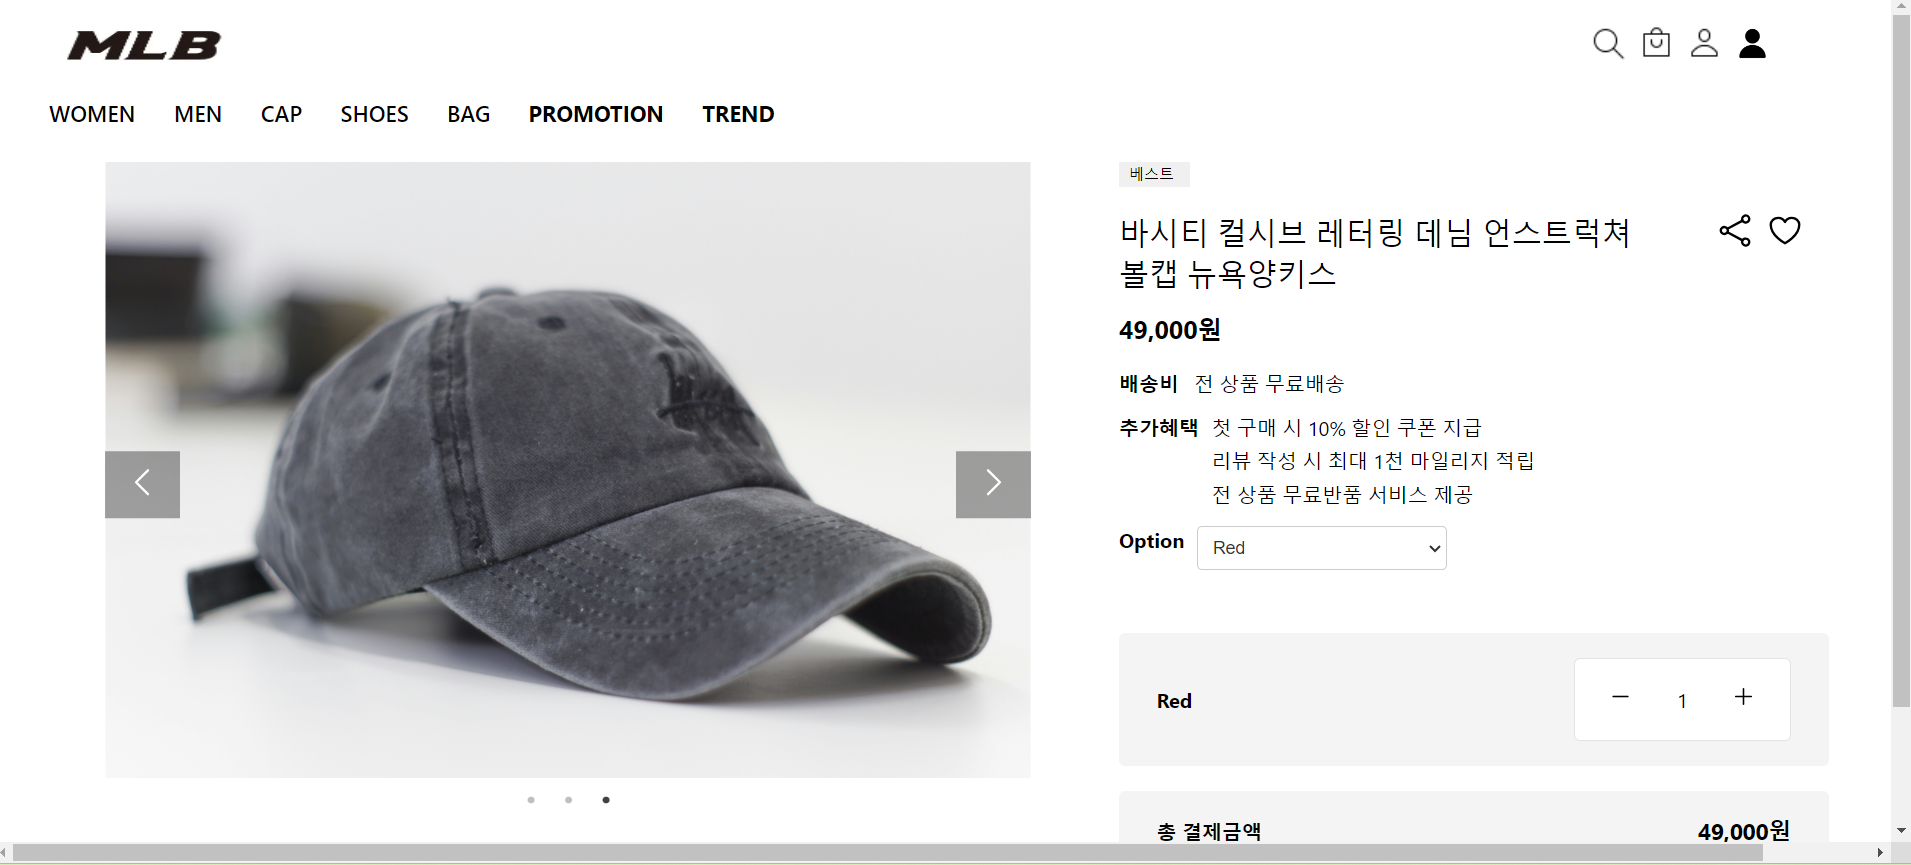 MLB
WOMEN MEN CAP SHOES BAG PROMOTION TREND
베스트
바시티 컬시브 레터링 데님 언스트럭쳐
볼캡 뉴욕양키스
49,000원
배송비 전 상품 무료배송
추가혜택 첫 구매 시 10% 할인 쿠폰 지급
리뷰 작성 시 최대 1천 마일리지 적립
전 상품 무료반품 서비스 제공
Option Red
Red 1
총 결제금액 49,000원